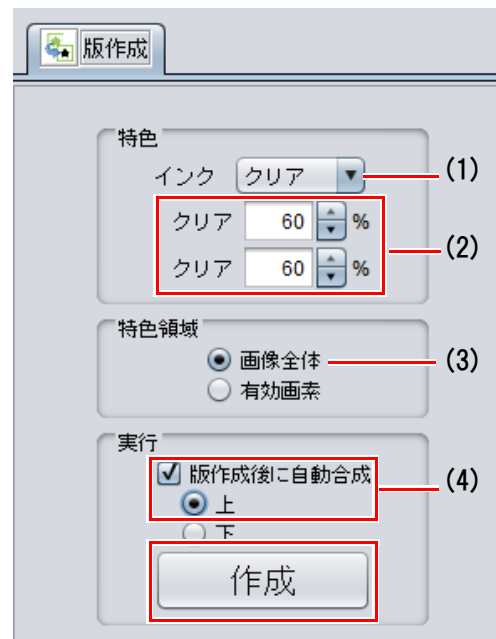 版作成
特色
インク クリア (1)
クリア 60 %
クリア 60 %
(2)
特色領域
画像全体 (3)
有効画素
実行
版作成後に自動合成
上
(4)
下
作成